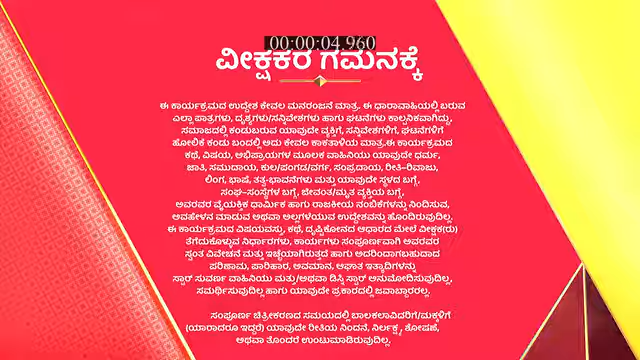 00:00:04.960
ವೀಕ್ಷಕರ ಗಮನಕ್ಕೆ
ಈ ಕಾರ್ಯಕ್ರಮದ ಉದ್ದೇಶ ಕೇವಲ ಮನರಂಜನೆ ಮಾತ್ರ. ಈ ಧಾರಾವಾಹಿಯಲ್ಲಿ ಬರುವ
ಎಲ್ಲಾ ಪಾತ್ರಗಳು, ದೃಶ್ಯಗಳು/ಸನ್ನಿವೇಶಗಳು ಹಾಗು ಘಟನೆಗಳು ಕಾಲ್ಪನಿಕವಾಗಿದ್ದು,
ಸಮಾಜದಲ್ಲಿ ಕಂಡುಬರುವ ಯಾವುದೇ ವ್ಯಕ್ತಿಗೆ, ಸನ್ನಿವೇಶಗಳಿಗೆ, ಘಟನೆಗಳಿಗೆ
ಹೋಲಿಕೆ ಕಂಡು ಬಂದಲ್ಲಿ ಅದು ಕೇವಲ ಕಾಕತಾಳಿಯ ಮಾತ್ರ.ಈ ಕಾರ್ಯಕ್ರಮದ
ಕಥೆ, ವಿಷಯ, ಅಭಿಪ್ರಾಯಗಳ ಮೂಲಕ ವಾಹಿನಿಯು ಯಾವುದೇ ಧರ್ಮ,
ಜಾತಿ, ಸಮುದಾಯ, ಕುಲ/ಪಂಗಡ/ವರ್ಗ, ಸಂಪ್ರದಾಯ, ರೀತಿ-ರಿವಾಜು,
ಲಿಂಗ, ಭಾಷೆ, ತತ್ವ-ಭಾವನೆಗಳು ಮತ್ತು ಯಾವುದೇ ಸ್ಥಳದ ಬಗ್ಗೆ,
ಸಂಘ-ಸಂಸ್ಥೆಗಳ ಬಗ್ಗೆ, ಜೀವಂತ/ಮೃತ ವ್ಯಕ್ತಿಯ ಬಗ್ಗೆ,
ಅವರವರ ವೈಯಕ್ತಿಕ ಧಾರ್ಮಿಕ ಹಾಗು ರಾಜಕೀಯ ನಂಬಿಕೆಗಳನ್ನು ನಿಂದಿಸುವ,
ಅವಹೇಳನ ಮಾಡುವ ಅಥವಾ ಅಲ್ಲಗಳೆಯುವ ಉದ್ದೇಶವನ್ನು ಹೊಂದಿರುವುದಿಲ್ಲ.
ಈ ಕಾರ್ಯಕ್ರಮದ ವಿಷಯವಸ್ತು, ಕಥೆ, ದೃಷ್ಟಿಕೋನದ ಆಧಾರದ ಮೇಲೆ ವೀಕ್ಷಕ(ರು)
ತೆಗೆದುಕೊಳ್ಳುವ ನಿರ್ಧಾರಗಳು, ಕಾರ್ಯಗಳು ಸಂಪೂರ್ಣವಾಗಿ ಅವರವರ
ಸ್ವಂತ ವಿವೇಚನೆ ಮತ್ತು ಇಚ್ಛೆಯಾಗಿರುತ್ತದೆ ಹಾಗು ಅದರಿಂದಾಗಬಹುದಾದ
ಪರಿಣಾಮ, ಪಾರಿಹಾರ, ಅವಮಾನ, ಆಘಾತ ಇತ್ಯಾದಿಗಳನ್ನು
ಸ್ಟಾರ್ ಸುವರ್ಣ ವಾಹಿನಿಯು ಮತ್ತು/ಅಥವಾ ಡಿಸ್ನಿ ಸ್ಟಾರ್ ಅನುಮೋದಿಸುವುದಿಲ್ಲ,
ಸಮರ್ಥಿಸುವುದಿಲ್ಲ ಹಾಗು ಯಾವುದೇ ಪ್ರಕಾರದಲ್ಲಿ ಜವಾಬ್ದಾರರಲ್ಲ.
ಸಂಪೂರ್ಣ ಚಿತ್ರೀಕರಣದ ಸಮಯದಲ್ಲಿ ಬಾಲಕಲಾವಿದರಿಗೆ/ಮಕ್ಕಳಿಗೆ
(ಯಾರಾದರೂ ಇದ್ದರೆ) ಯಾವುದೇ ರೀತಿಯ ನಿಂದನೆ, ನಿರ್ಲಕ್ಷ್ಯ, ಶೋಷಣೆ,
ಅಥವಾ ತೊಂದರೆ ಉಂಟುಮಾಡಿರುವುದಿಲ್ಲ.